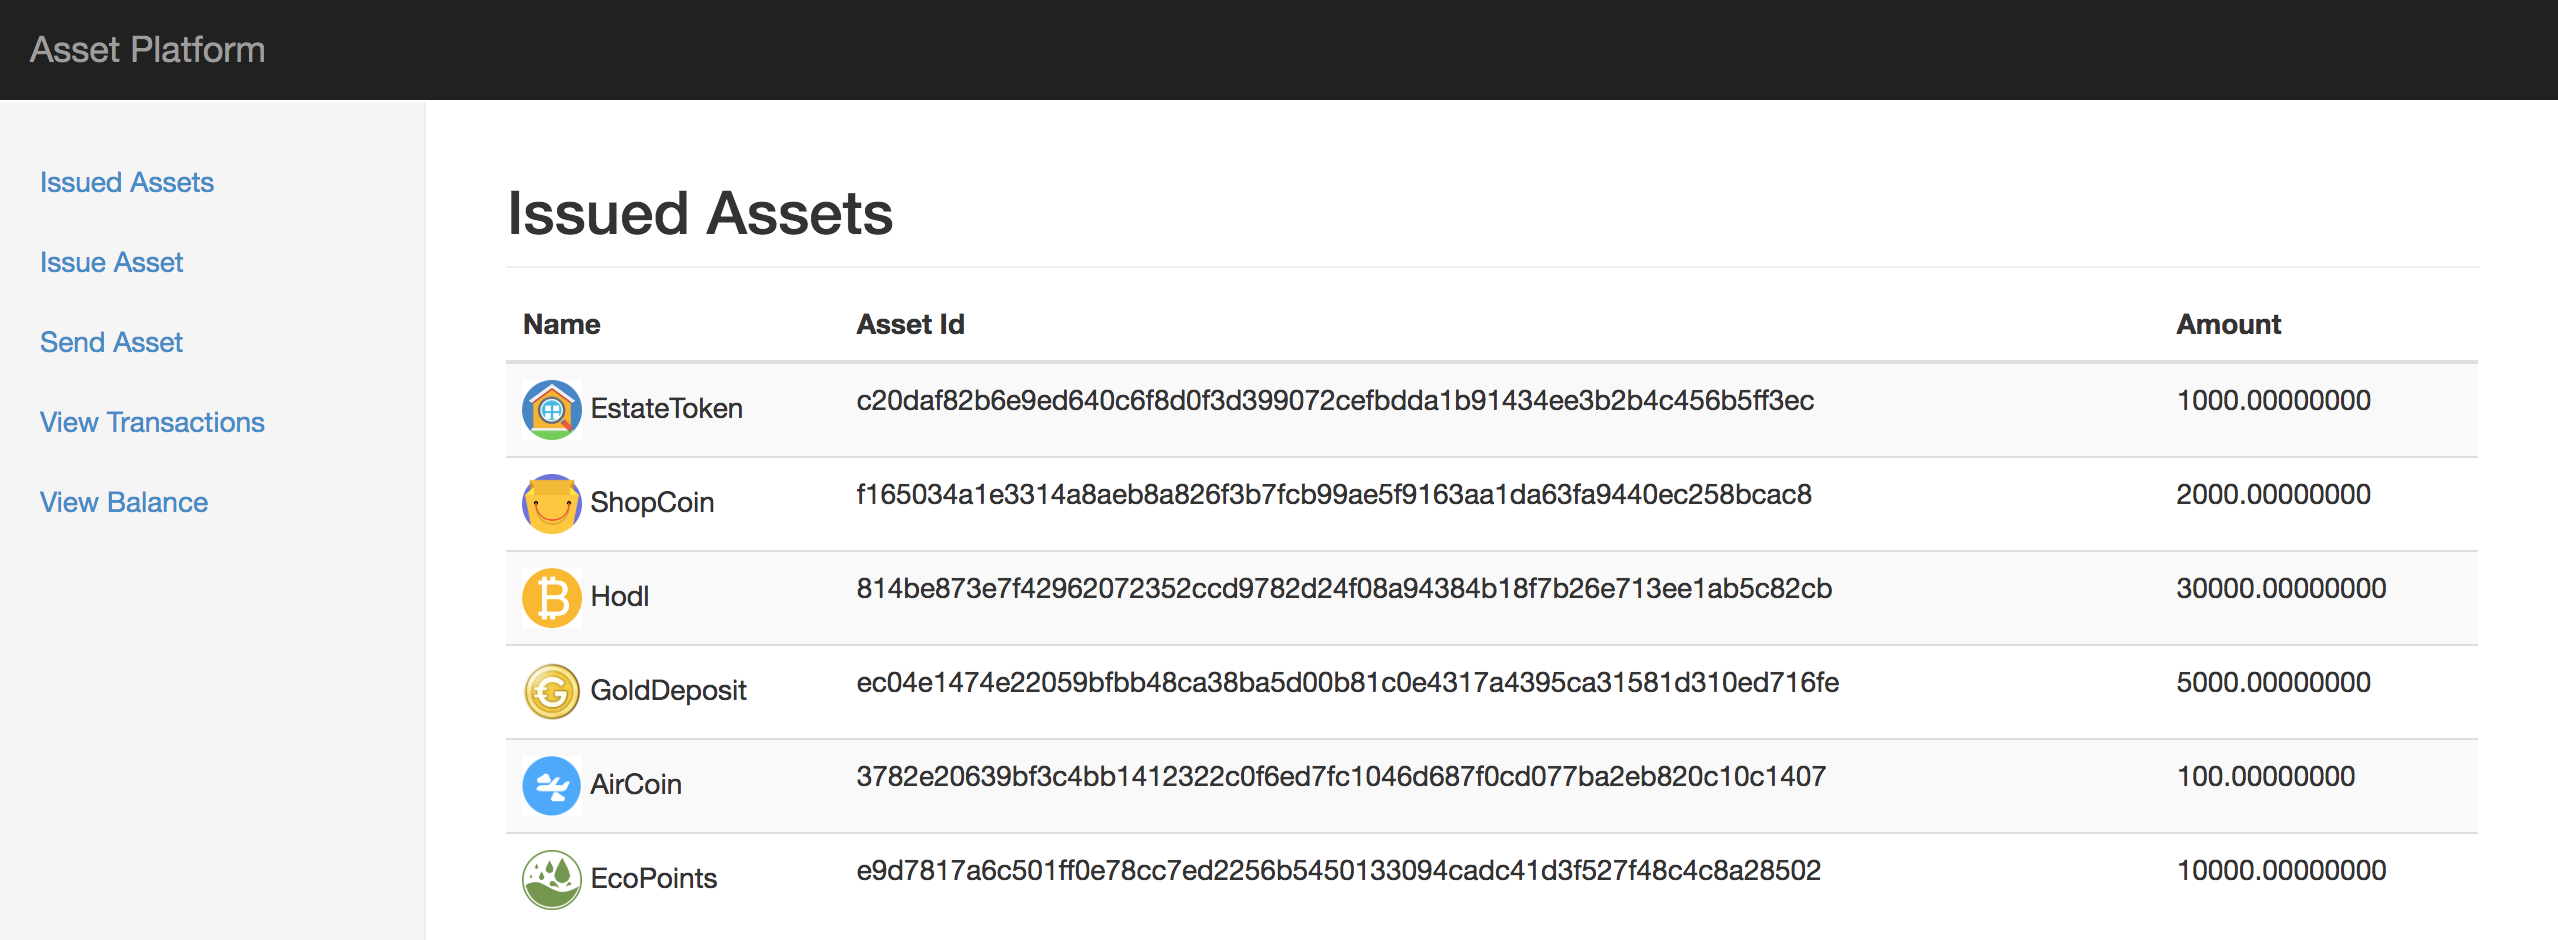 Asset Platform
Issued Assets
Issue Asset
Send Asset
View Transactions
View Balance
Issued Assets
Name Asset Id Amount
EstateToken c20daf82b6e9ed640c6f8d0f3d399072cefbdda1b91434ee3b2b4c456b5ff3ec 1000.00000000
ShopCoin f165034a1e3314a8aeb8a826f3b7fcb99ae5f9163aa1da63fa9440ec258bcac8 2000.00000000
Hodl 814be873e7f42962072352ccd9782d24f08a94384b18f7b26e713ee1ab5c82cb 30000.00000000
GoldDeposit ec04e1474e22059bfbb48ca38ba5d00b81c0e4317a4395ca31581d310ed716fe 5000.00000000
AirCoin 3782e20639bf3c4bb1412322c0f6ed7fc1046d687f0cd077ba2eb820c10c1407 100.00000000
EcoPoints e9d7817a6c501ff0e78cc7ed2256b5450133094cadc41d3f527f48c4c8a28502 10000.00000000